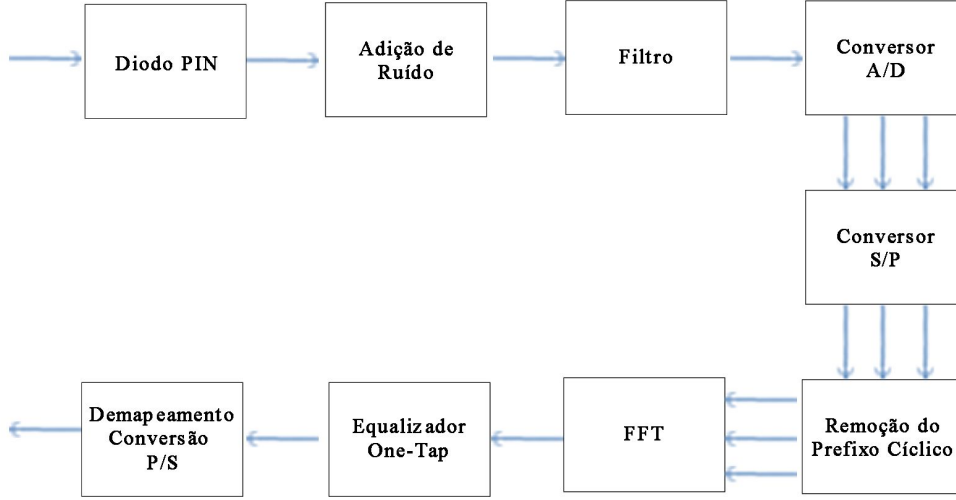 Diodo PIN
Adição de
Ruído
Filtro
Conversor
A/D
Conversor
S/P
Remoção do
Prefixo Cíclico
FFT
Equalizador
One-Tap
Demapeamento
Conversão
P/S